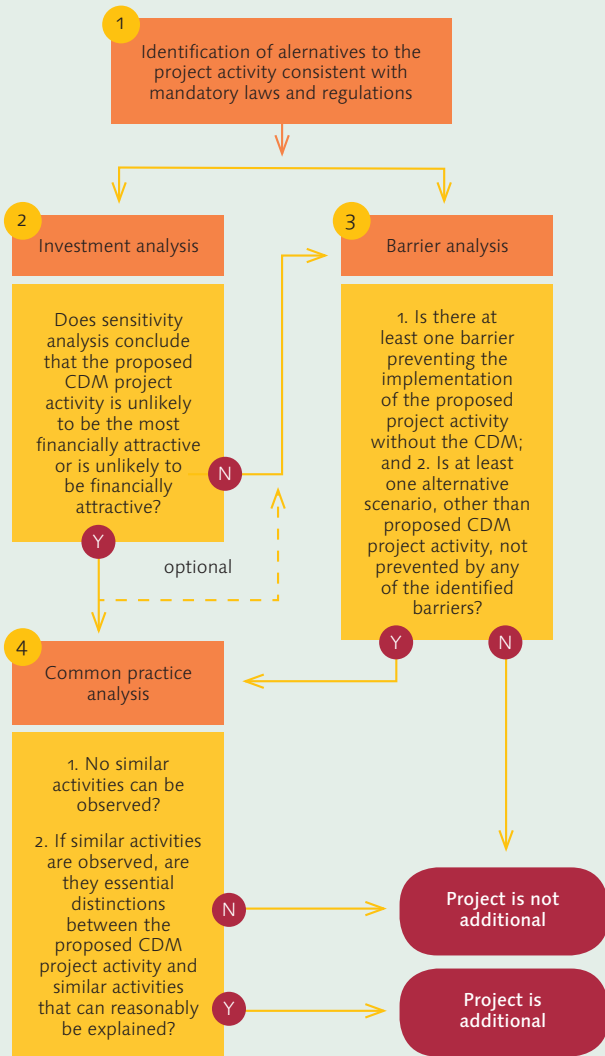 1
Identification of alernatives to the
project activity consistent with
mandatory laws and regulations
2
Investment analysis
Does sensitivity
analysis conclude
that the proposed
CDM project
activity is unlikely
to be the most
financially attractive
or is unlikely to
be financially
attractive?
N
Y
optional
3
Barrier analysis
1. Is there at
least one barrier
preventing the
implementation
of the proposed
project activity
without the CDM;
and 2. Is at least
one alternative
scenario, other than
proposed CDM
project activity, not
prevented by any
of the identified
barriers?
Y
N
4
Common practice
analysis
1. No similar
activities can be
observed?
2. If similar activities
are observed, are
they essential
distinctions
between the
proposed CDM
project activity and
similar activities
that can reasonably
be explained?
N
Y
Project is not
additional
Project is
additional